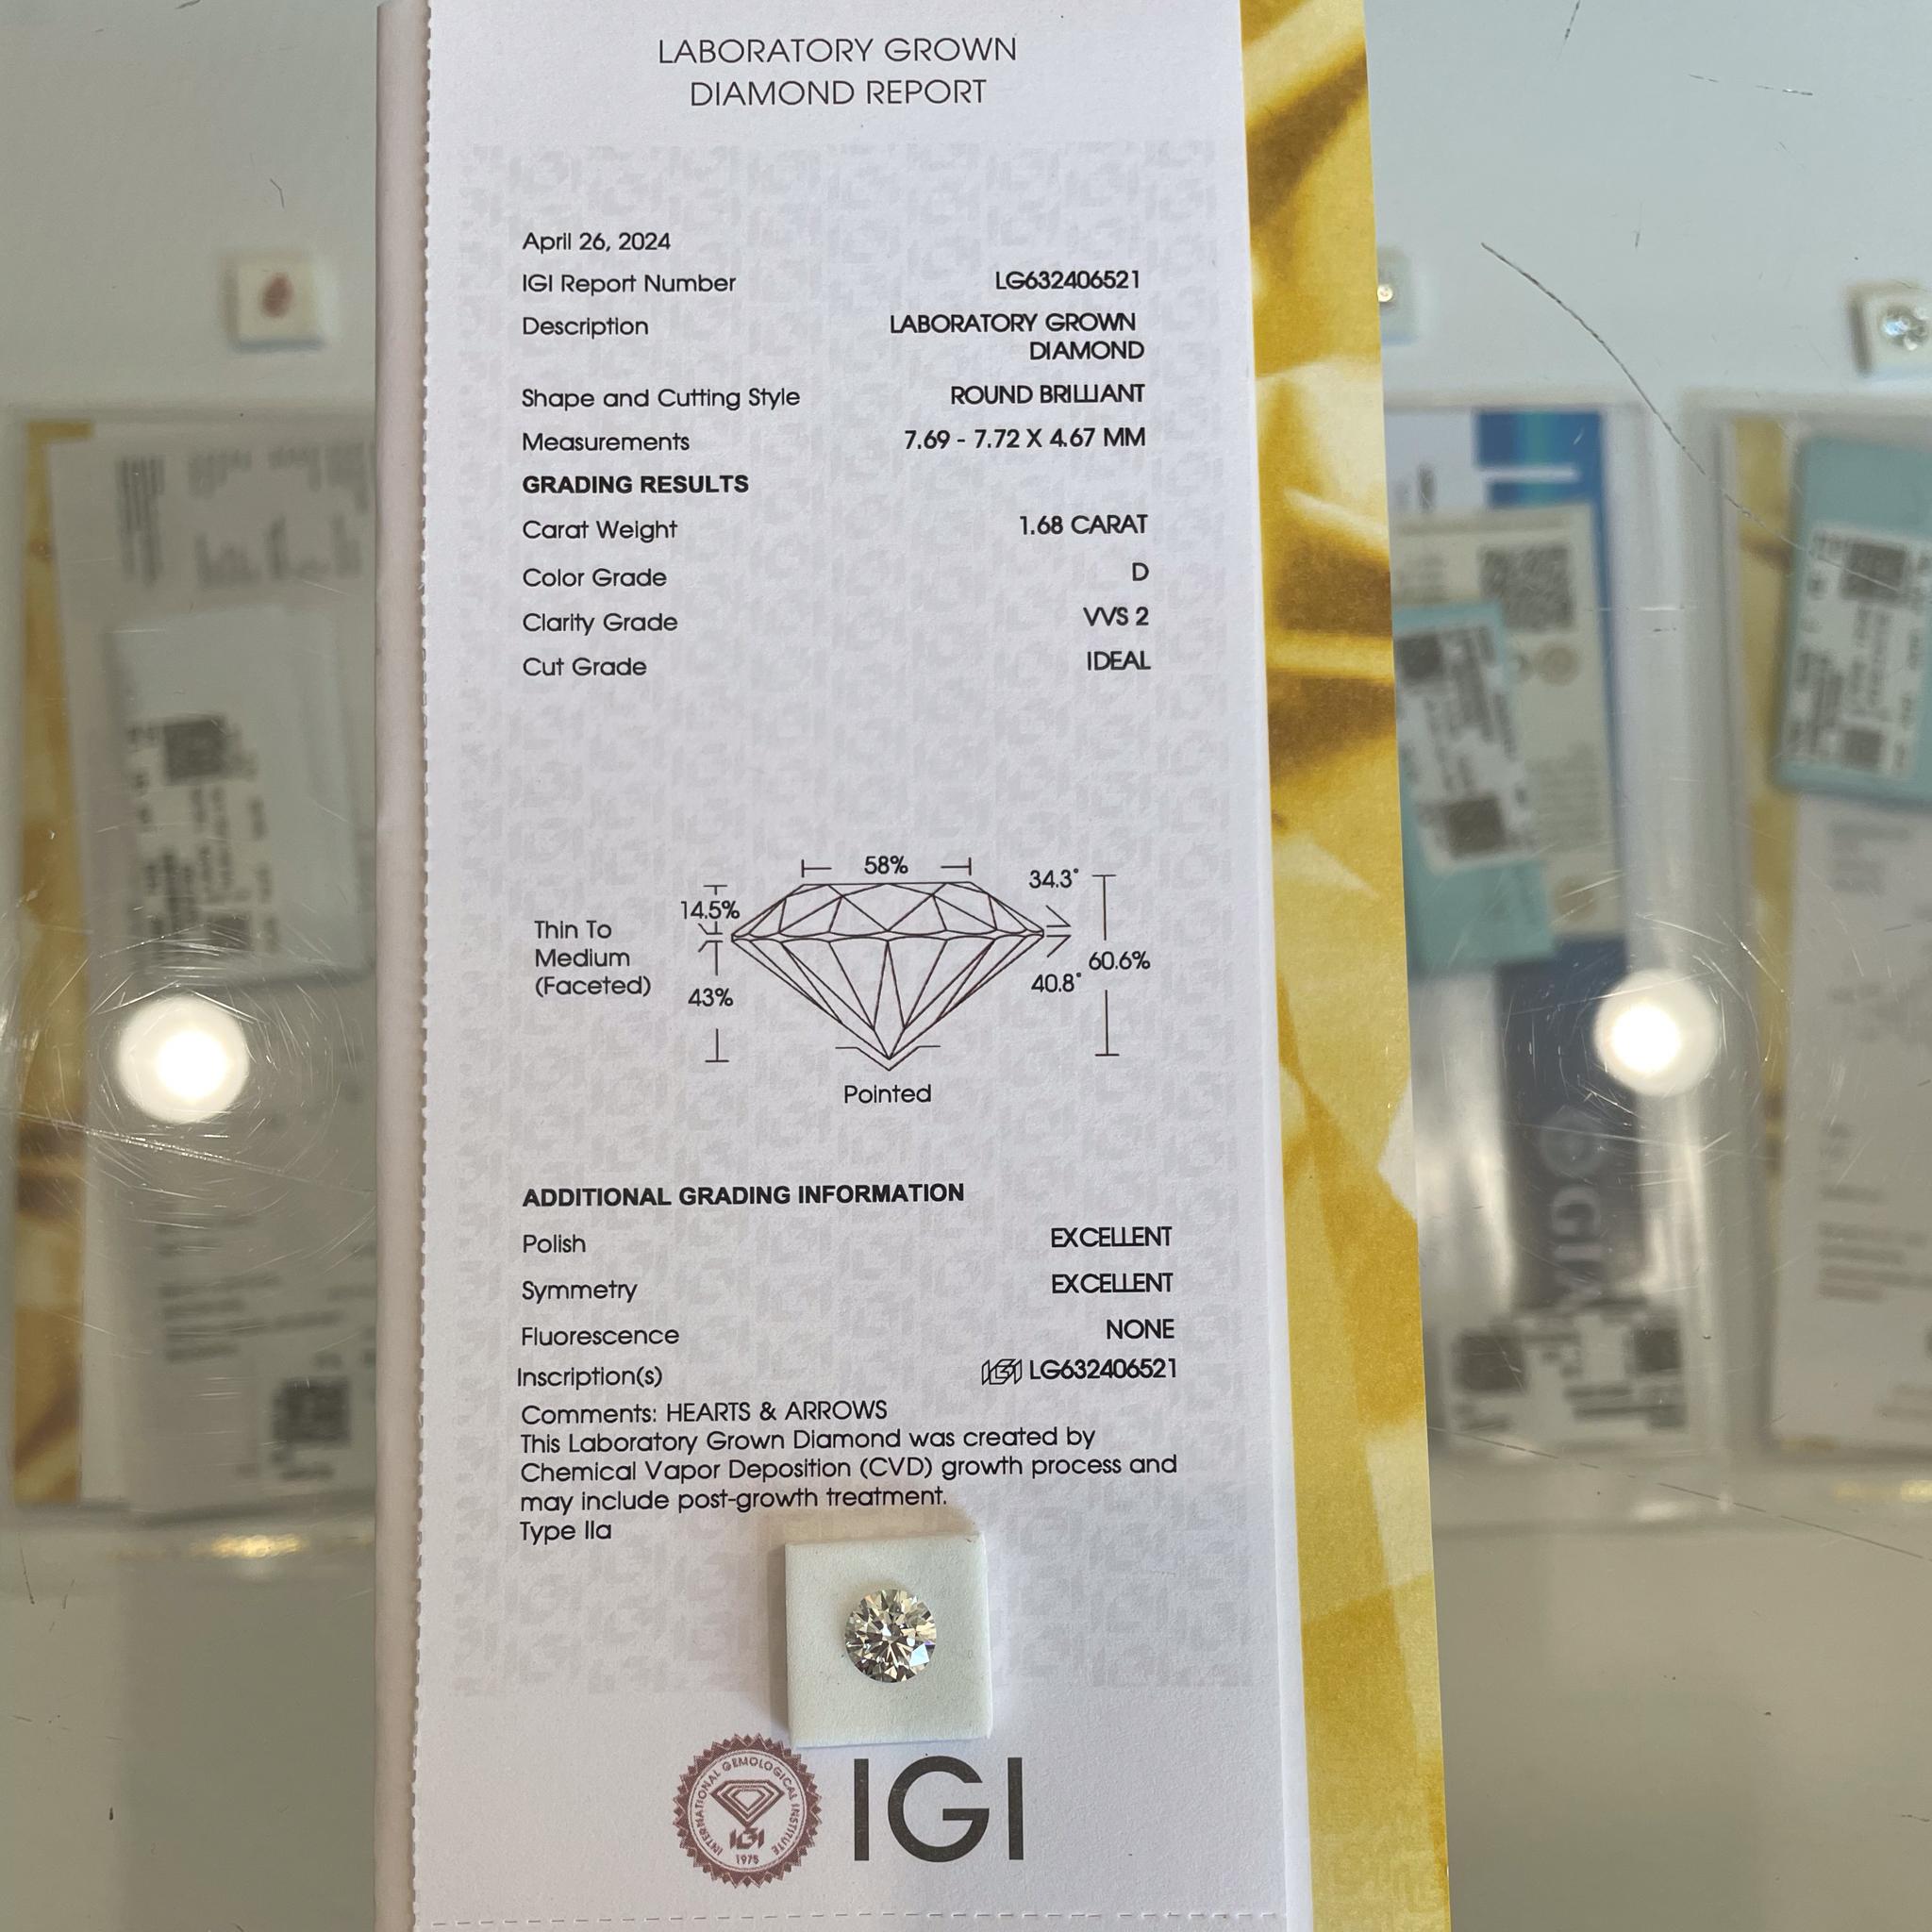 LABORATORY GROWN
DIAMOND REPORT
April 26, 2024
IGI Report Number LG632406521
Description LABORATORY GROWN
DIAMOND
Shape and Cutting Style ROUND BRILLIANT
Measurements 7.69 - 7.72 X 4.67 MM
GRADING RESULTS
Carat Weight 1.68 CARAT
Color Grade D
Clarity Grade VVS 2
Cut Grade IDEAL
58%
34.3°
14.5%
Thin To
Medium
(Faceted)
60.6%
40.8°
43%
Pointed
ADDITIONAL GRADING INFORMATION
Polish EXCELLENT
Symmetry EXCELLENT
Fluorescence NONE
Inscription(s) IGI LG632406521
Comments: HEARTS & ARROWS
This Laboratory Grown Diamond was created by
Chemical Vapor Deposition (CVD) growth process and
may include post-growth treatment.
Type IIa
INTERNATIONAL GEMOLOGICAL INSTITUTE
IGI
1975
IGI
GIA